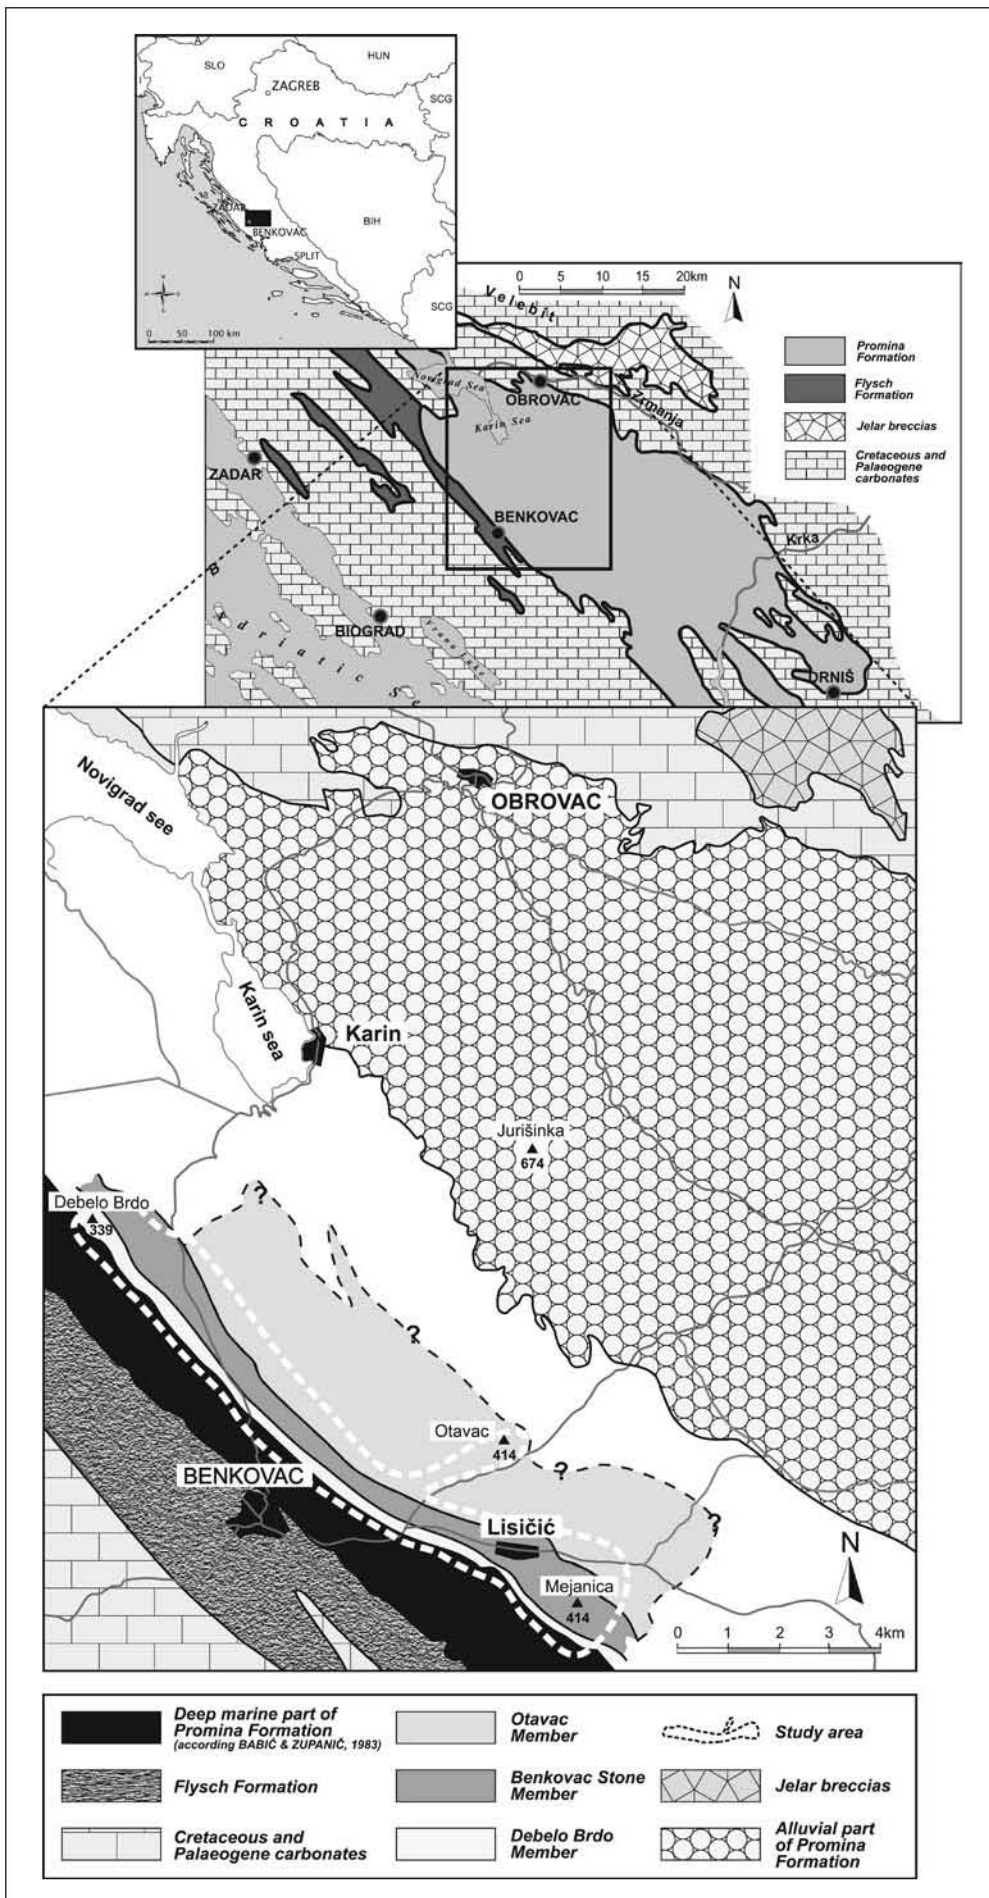 A
HUN
SLO
I
ZAGREB
SCG
CROATIA
ZADAR
BENKOVAC
BIH
SPLIT
SCG
0 50 100 km
0 5 10 15 20km
N
Velebit
Promina
Formation
Flysch
Formation
Jelar breccias
Cretaceous and
Palaeogene
carbonates
Novigrad Sea
OBROVAC
Zrmanja
Karin Sea
ZADAR
BENKOVAC
Krka
B
BIOGRAD
Adriatic Se
Vrana Lake
DRNIŠ
Novigrad see
OBROVAC
Karin sea
Karin
Jurišinka
674
Debelo Brdo
339
?
?
Otavac
414
?
BENKOVAC
?
Lisičić
N
Mejanica
414
0 1 2 3 4km
Deep marine part of
Promina Formation
(according BABIĆ & ZUPANIČ, 1983)
Otavac
Member
Study area
Flysch Formation
Benkovac Stone
Member
Jelar breccias
Cretaceous and
Palaeogene carbonates
Debelo Brdo
Member
Alluvial part
of Promina
Formation